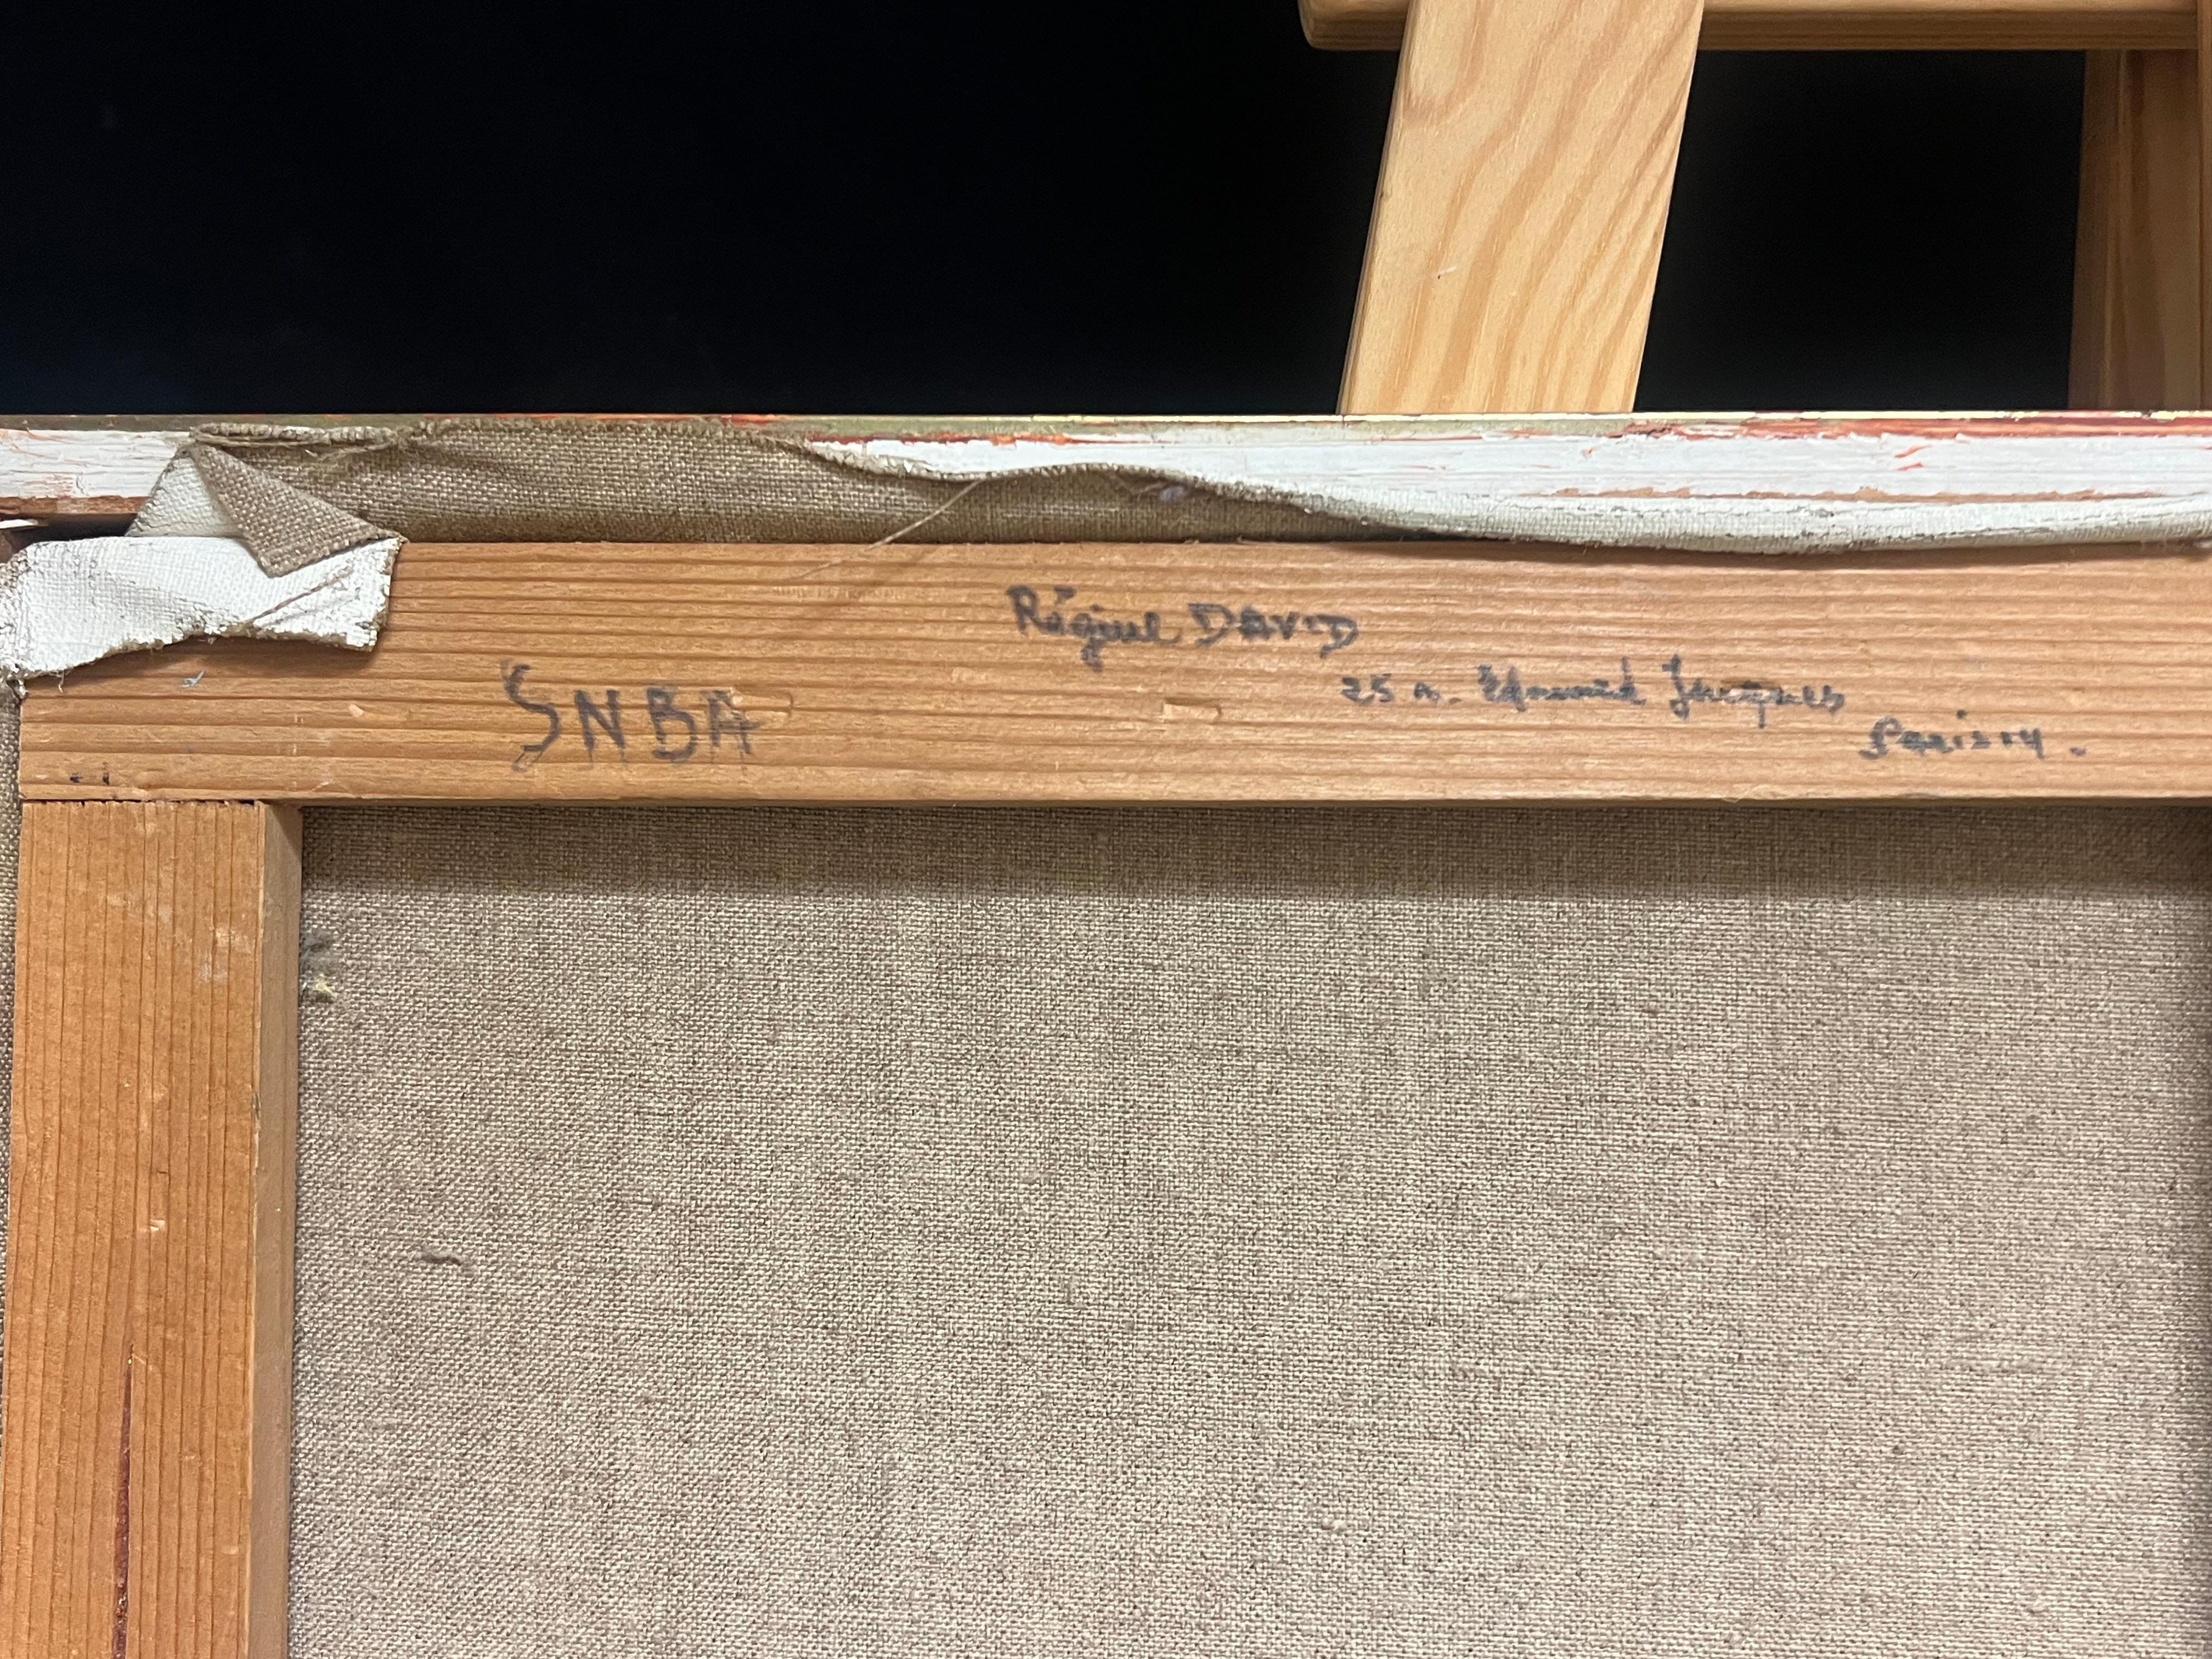 SNBA
Régine DAVID
25 r. Edmond Jacques
Paris 14.